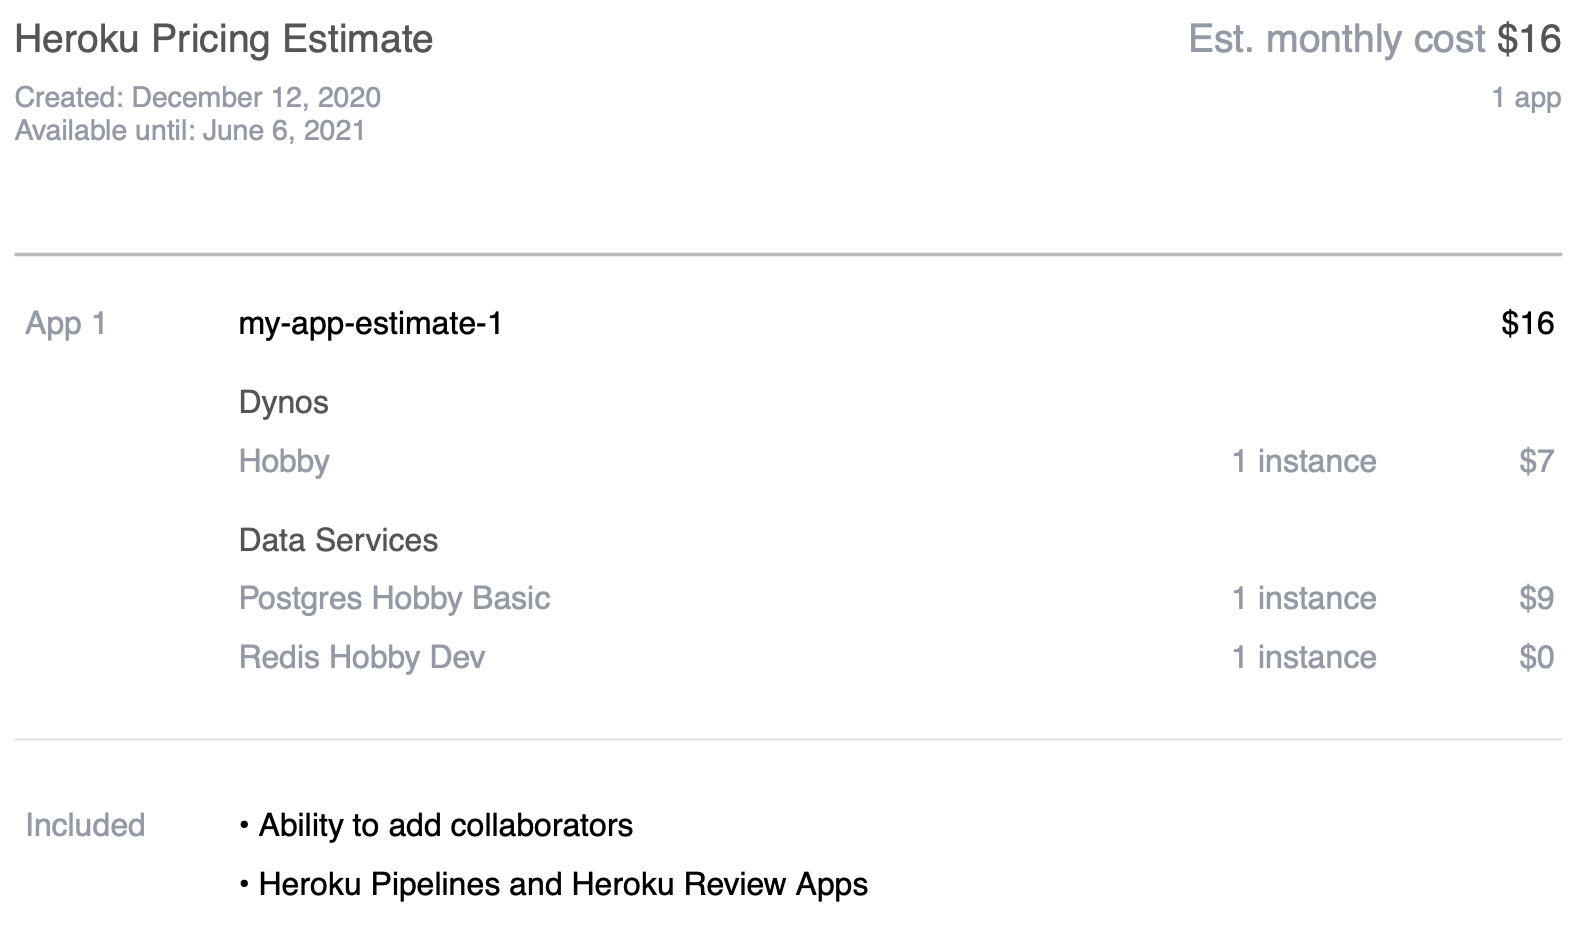 Heroku Pricing Estimate
Est. monthly cost $16
Created: December 12, 2020
1 app
Available until: June 6, 2021
App 1 my-app-estimate-1 $16
Dynos
Hobby 1 instance $7
Data Services
Postgres Hobby Basic 1 instance $9
Redis Hobby Dev 1 instance $0
Included • Ability to add collaborators
• Heroku Pipelines and Heroku Review Apps